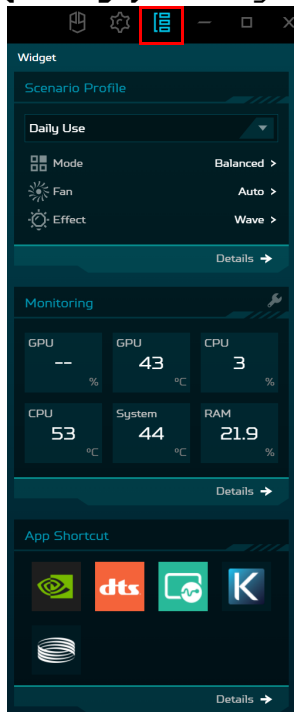 Widget
Scenario Profile
Daily Use
Mode Balanced >
Fan Auto >
Effect Wave >
Details →
Monitoring
GPU GPU CPU
-- 43 3
% °C %
CPU System RAM
53 44 21.9
°C °C %
Details →
App Shortcut
dts K
Details →